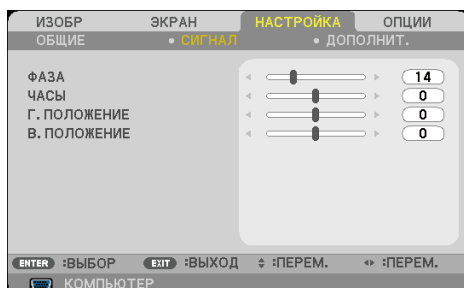 ИЗОБР ЭКРАН НАСТРОЙКА ОПЦИИ
ОБЩИЕ • СИГНАЛ • ДОПОЛНИТ.
ФАЗА 14
ЧАСЫ 0
Г. ПОЛОЖЕНИЕ 0
В. ПОЛОЖЕНИЕ 0
ENTER :ВЫБОР EXIT :ВЫХОД :ПЕРЕМ. :ПЕРЕМ.
КОМПЬЮТЕР